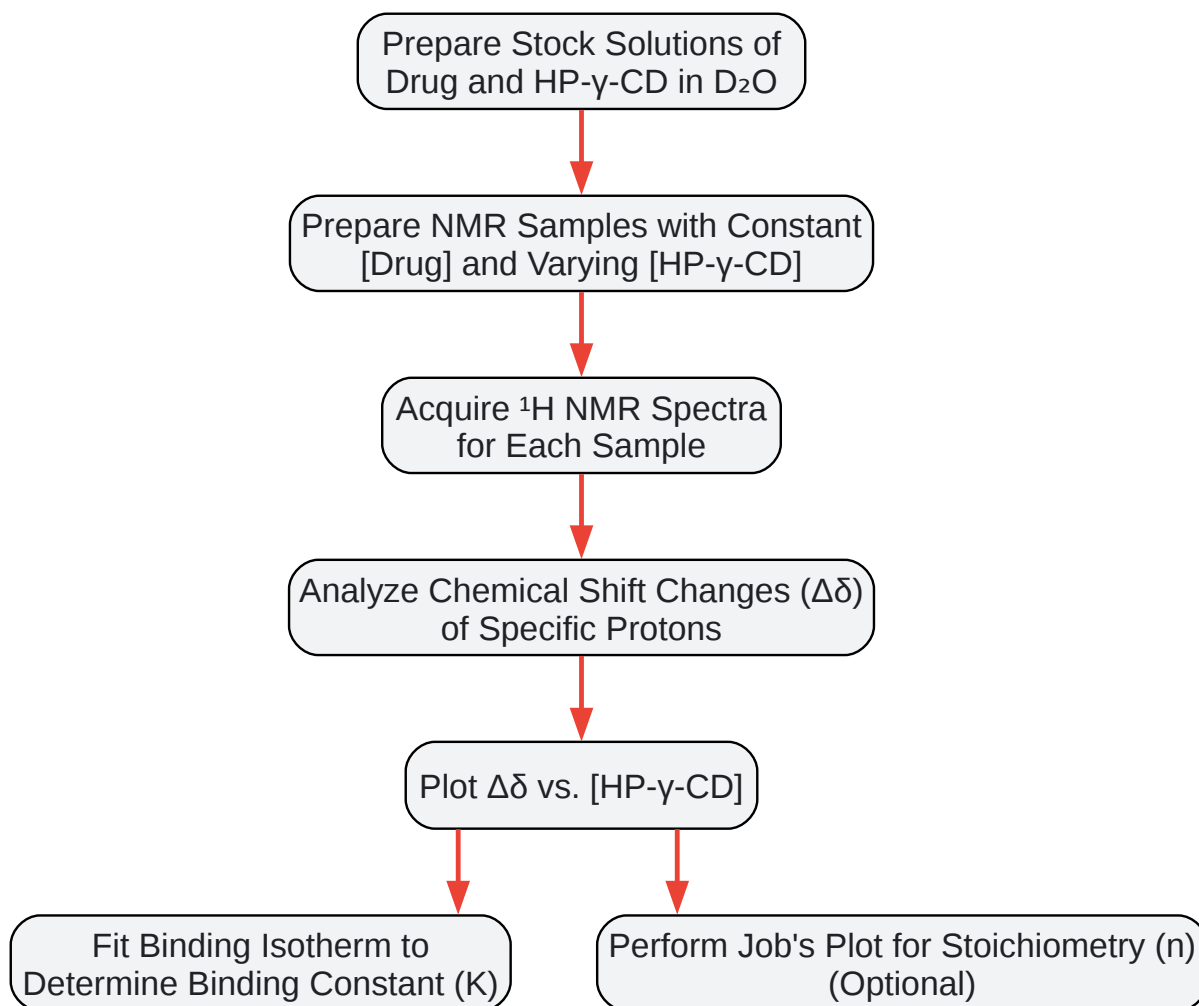 Prepare Stock Solutions of
Drug and HP-γ-CD in D₂O
Prepare NMR Samples with Constant
[Drug] and Varying [HP-γ-CD]
Acquire ¹H NMR Spectra
for Each Sample
Analyze Chemical Shift Changes (Δδ)
of Specific Protons
Plot Δδ vs. [HP-γ-CD]
Fit Binding Isotherm to
Determine Binding Constant (K)
Perform Job's Plot for Stoichiometry (n)
(Optional)